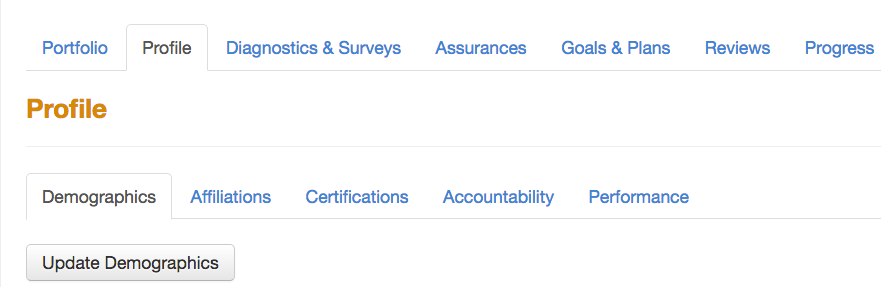 Portfolio Profile Diagnostics & Surveys Assurances Goals & Plans Reviews Progress
Profile
Demographics Affiliations Certifications Accountability Performance
Update Demographics